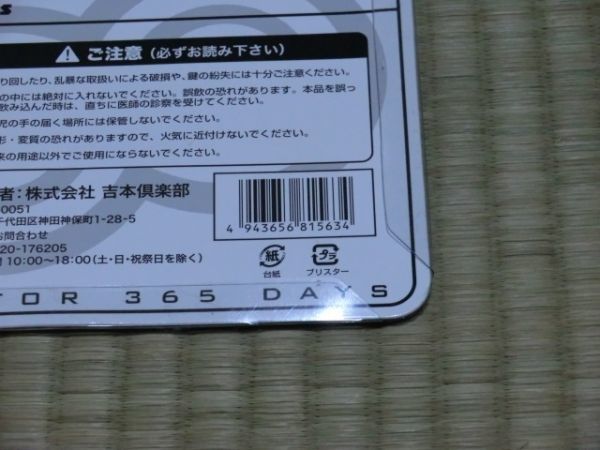 s
ご注意（必ずお読み下さい）
り回したり、乱暴な取扱いによる破損や、鍵の紛失には十分ご注意ください。
の中には絶対に入れないでください。誤飲の恐れがあります。本品を誤っ
飲み込んだ時は、直ちに医師の診察を受けてください。
児の手の届く場所には保管しないでください。
形・変質の恐れがありますので、火気に近付けないでください。
来の用途以外でご使用にならないでください。
者：株式会社 吉本倶楽部
0051
千代田区神田神保町1-28-5
お問合わせ
20-176205
10:00〜18:00（土・日・祝祭日を除く）
4 943656 815634
紙
台紙
プラ
ブリスター
TOR 365 DAYS